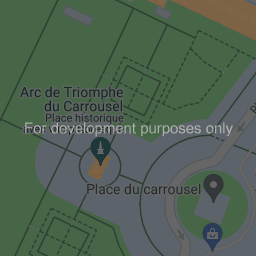 Arc de Triomphe
du Carrousel
Place historique
For development purposes only
Place du carrousel